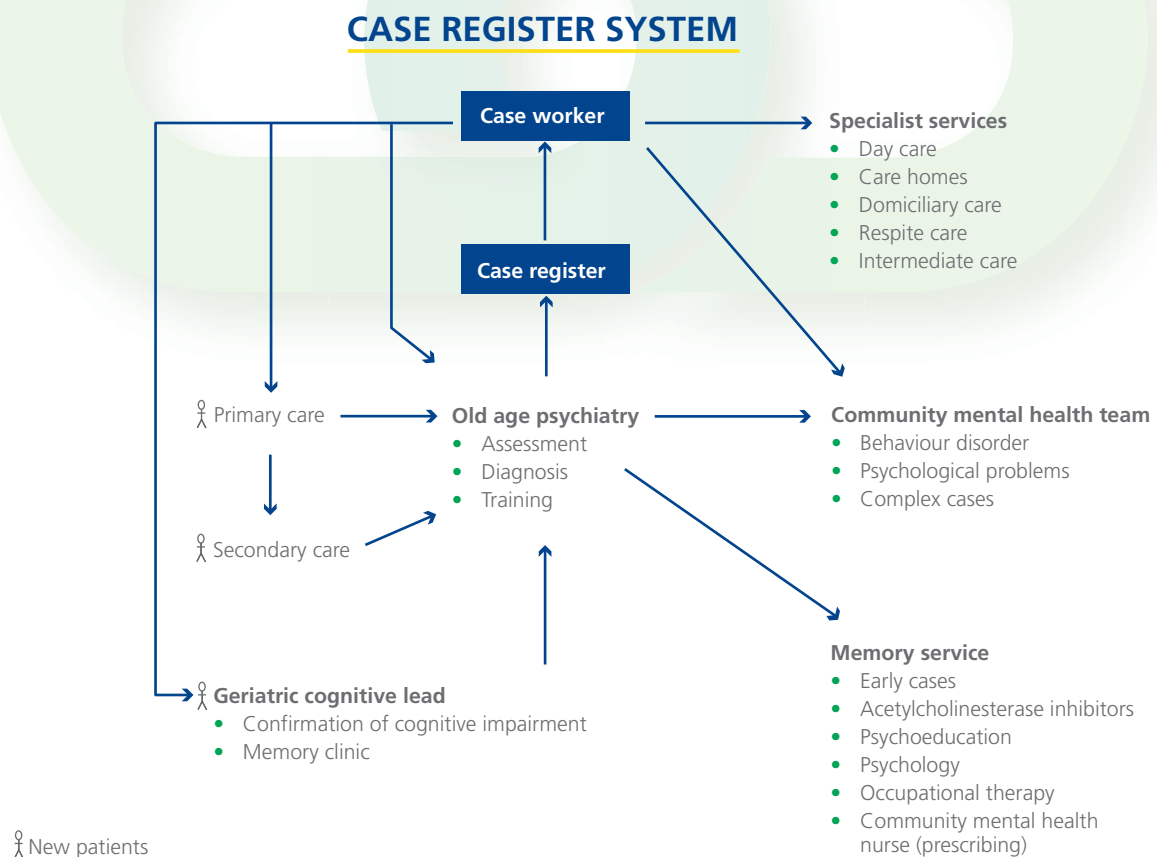 CASE REGISTER SYSTEM
Case worker
Specialist services
• Day care
• Care homes
• Domiciliary care
• Respite care
• Intermediate care
Case register
Primary care
Old age psychiatry
• Assessment
• Diagnosis
• Training
Community mental health team
• Behaviour disorder
• Psychological problems
• Complex cases
Secondary care
Geriatric cognitive lead
• Confirmation of cognitive impairment
• Memory clinic
Memory service
• Early cases
• Acetylcholinesterase inhibitors
• Psychoeducation
• Psychology
• Occupational therapy
• Community mental health
nurse (prescribing)
New patients